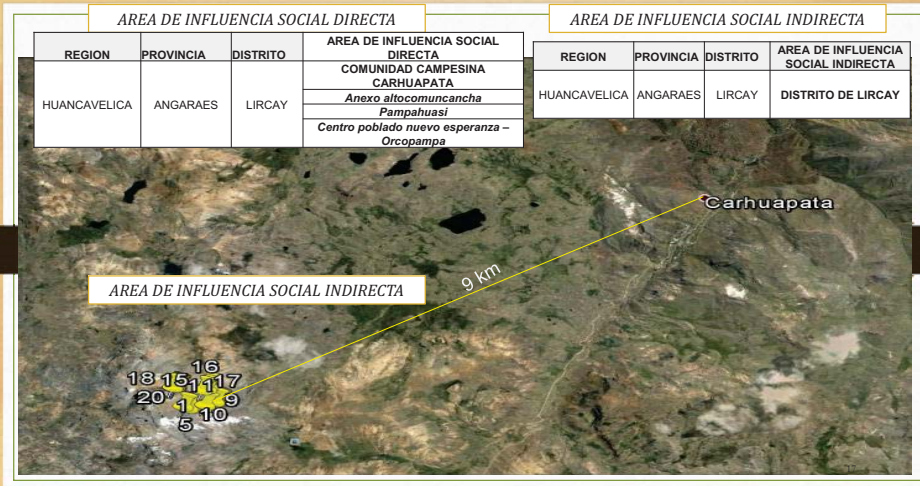 AREA DE INFLUENCIA SOCIAL DIRECTA
REGION PROVINCIA DISTRITO AREA DE INFLUENCIA SOCIAL
DIRECTA
HUANCAVELICA ANGARAES LIRCAY
COMUNIDAD CAMPESINA
CARHUAPATA
Anexo altocomuncancha
Pampahuasi
Centro poblado nuevo esperanza –
Orcopampa
AREA DE INFLUENCIA SOCIAL INDIRECTA
REGION PROVINCIA DISTRITO AREA DE INFLUENCIA
SOCIAL INDIRECTA
HUANCAVELICA ANGARAES LIRCAY DISTRITO DE LIRCAY
Carhuapata
9 km
AREA DE INFLUENCIA SOCIAL INDIRECTA
16
18 15 1 1 17
20 1 9
10
5
17